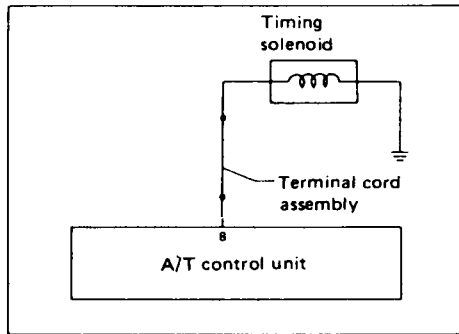 Timing
solenoid
Terminal cord
assembly
8
A/T control unit